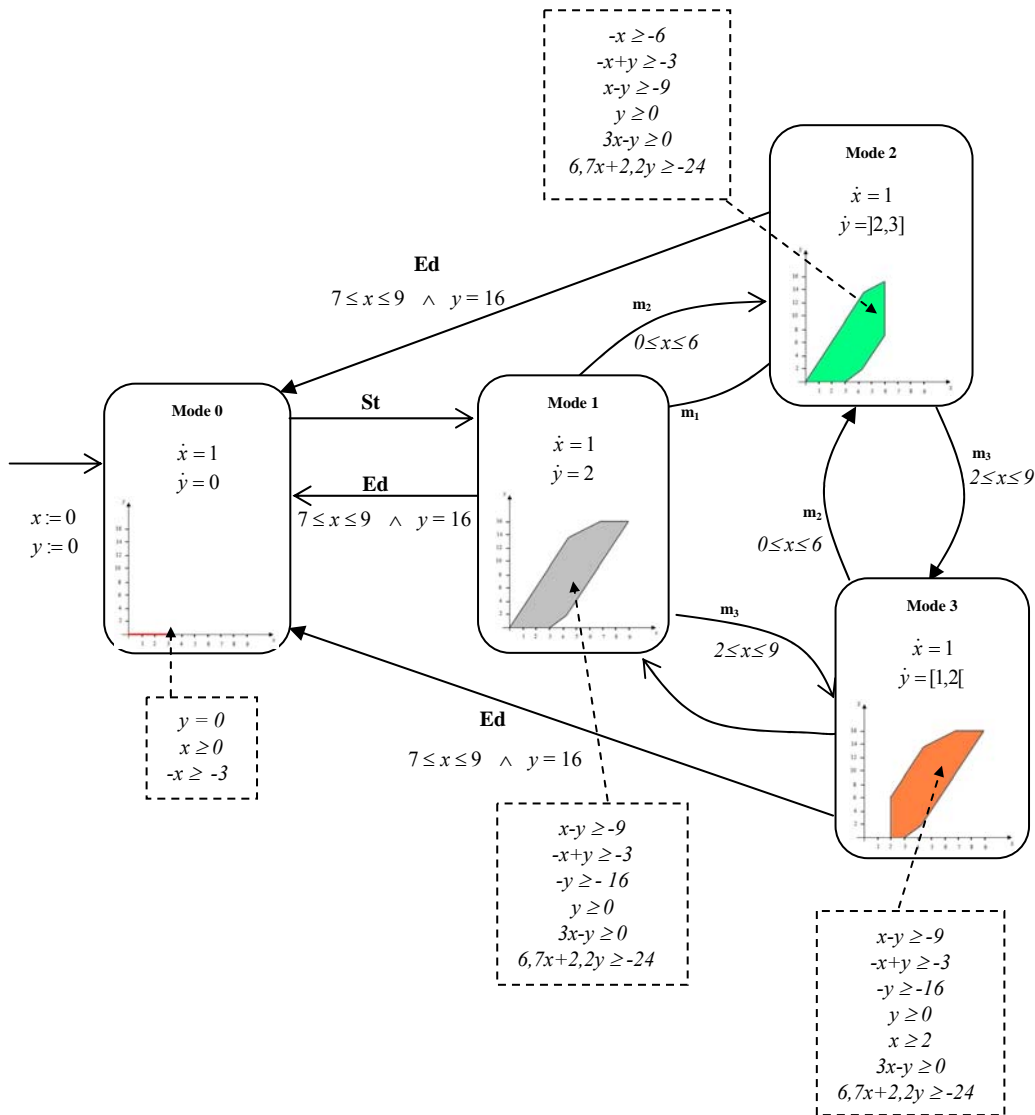 -x ≥ -6
-x+y ≥ -3
x-y ≥ -9
y ≥ 0
3x-y ≥ 0
6,7x+2,2y ≥ -24
Mode 2
ẋ = 1
ẏ = ]2,3]
Ed
7 ≤ x ≤ 9 ∧ y = 16
m₂
0 ≤ x ≤ 6
m₁
Mode 0
ẋ = 1
ẏ = 0
St
Ed
7 ≤ x ≤ 9 ∧ y = 16
Mode 1
ẋ = 1
ẏ = 2
m₃
2 ≤ x ≤ 9
m₂
0 ≤ x ≤ 6
x := 0
y := 0
Mode 3
ẋ = 1
ẏ = [1,2[
m₃
2 ≤ x ≤ 9
Ed
7 ≤ x ≤ 9 ∧ y = 16
y = 0
x ≥ 0
-x ≥ -3
x-y ≥ -9
-x+y ≥ -3
-y ≥ - 16
y ≥ 0
3x-y ≥ 0
6,7x+2,2y ≥ -24
x-y ≥ -9
-x+y ≥ -3
-y ≥ -16
y ≥ 0
x ≥ 2
3x-y ≥ 0
6,7x+2,2y ≥ -24